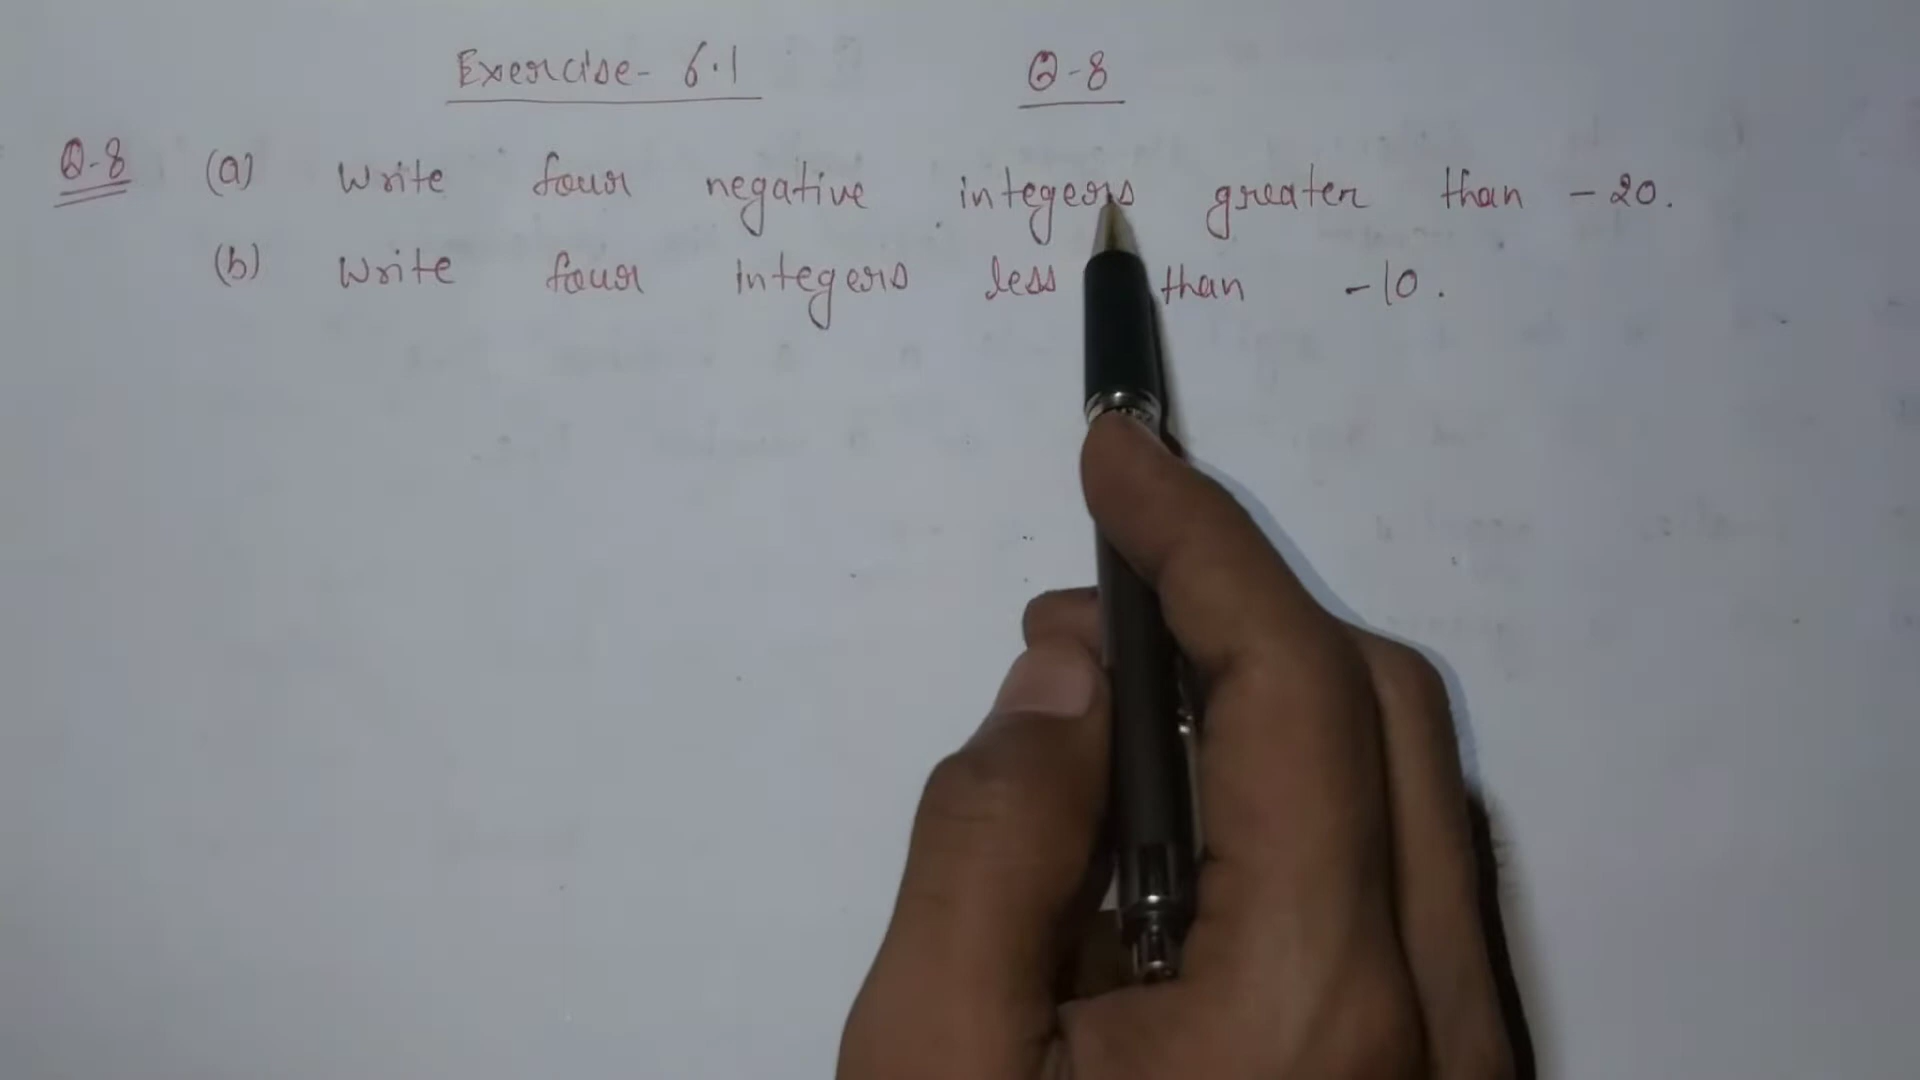 Exercise- 6.1 Q-8
Q-8 (a) Write four negative integers greater than -20.
(b) Write four integers less than -10.